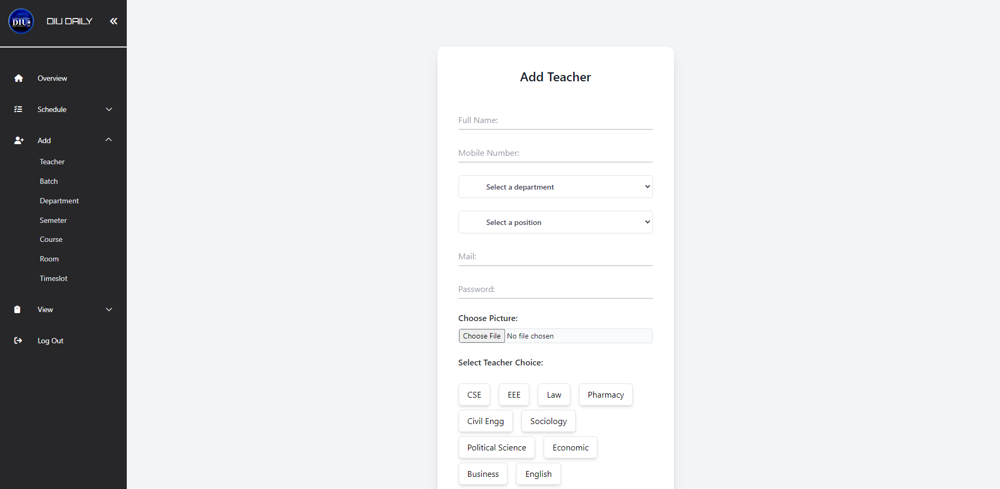 DIU
DIU DAILY
Overview
Schedule
Add
Teacher
Batch
Department
Semeter
Course
Room
Timeslot
View
Log Out
Add Teacher
Full Name:
Mobile Number:
Select a department
Select a position
Mail:
Password:
Choose Picture:
Choose File No file chosen
Select Teacher Choice:
CSE EEE Law Pharmacy
Civil Engg Sociology
Political Science Economic
Business English